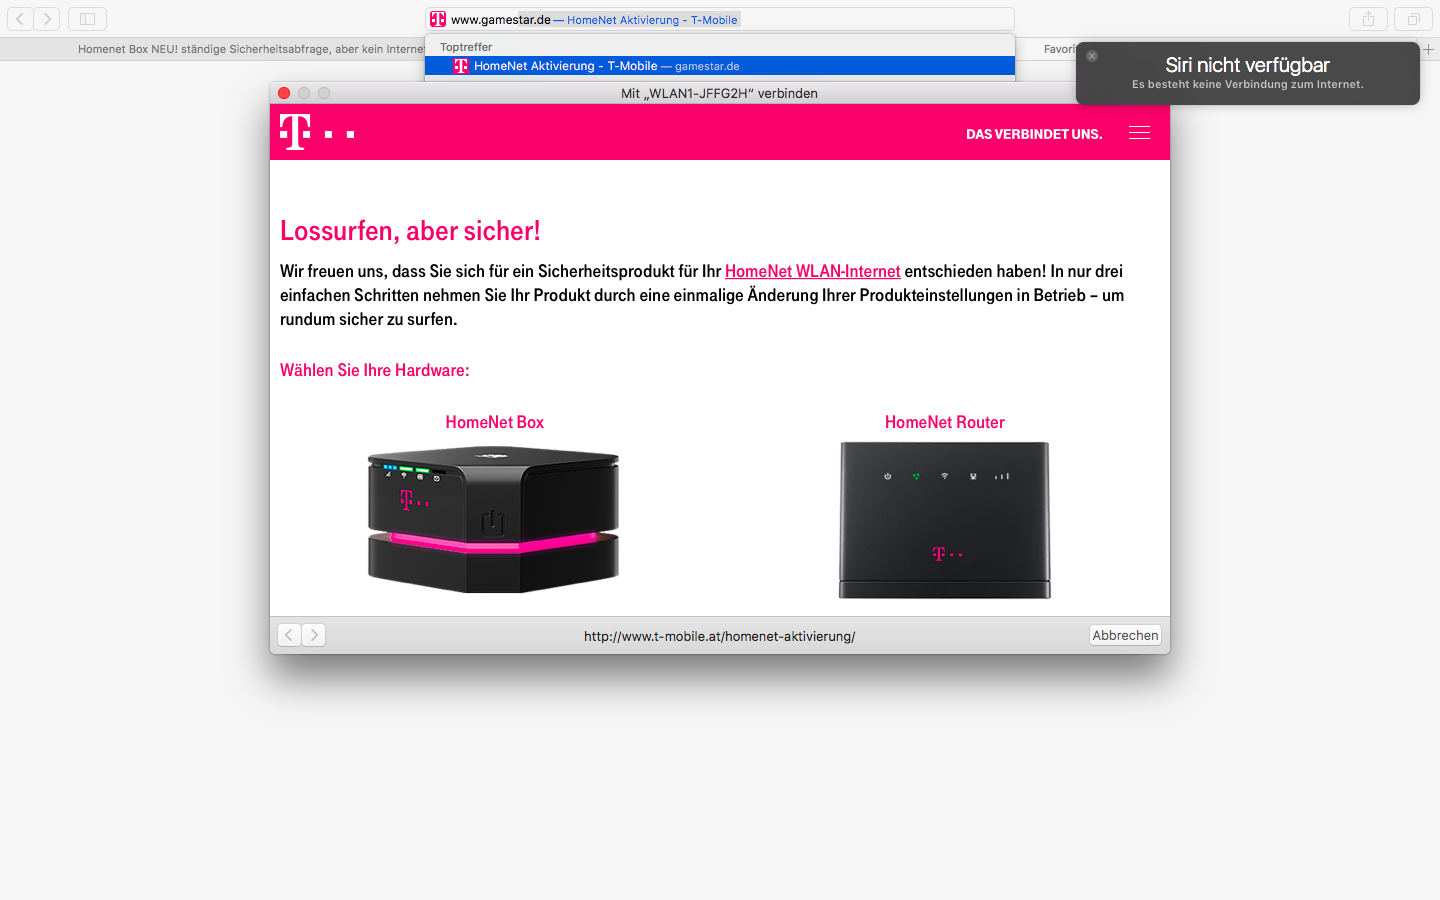 www.gamestar.de — HomeNet Aktivierung - T-Mobile
Homenet Box NEU! ständige Sicherheitsabfrage, aber kein Internet
Toptreffer
HomeNet Aktivierung - T-Mobile — gamestar.de
Favori
Siri nicht verfügbar
Es besteht keine Verbindung zum Internet.
Mit „WLAN1-JFFG2H“ verbinden
T
DAS VERBINDET UNS.
Lossurfen, aber sicher!
Wir freuen uns, dass Sie sich für ein Sicherheitsprodukt für Ihr HomeNet WLAN-Internet entschieden haben! In nur drei
einfachen Schritten nehmen Sie Ihr Produkt durch eine einmalige Änderung Ihrer Produkteinstellungen in Betrieb – um
rundum sicher zu surfen.
Wählen Sie Ihre Hardware:
HomeNet Box
HomeNet Router
http://www.t-mobile.at/homenet-aktivierung/
Abbrechen